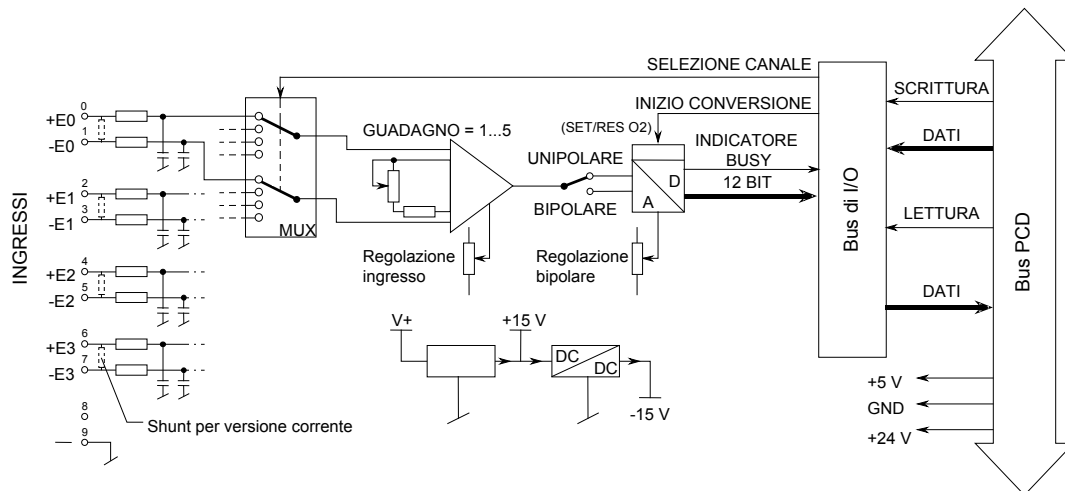 INGRESSI
0
+E0
1
-E0
2
+E1
3
-E1
4
+E2
5
-E2
6
+E3
7
-E3
8
9
Shunt per versione corrente
MUX
GUADAGNO = 1...5
Regolazione
ingresso
UNIPOLARE
BIPOLARE
Regolazione
bipolare
SELEZIONE CANALE
INIZIO CONVERSIONE
(SET/RES O2)
D
A
INDICATORE
BUSY
12 BIT
V+
+15 V
DC
DC
-15 V
Bus di I/O
SCRITTURA
DATI
LETTURA
DATI
+5 V
GND
+24 V
Bus PCD